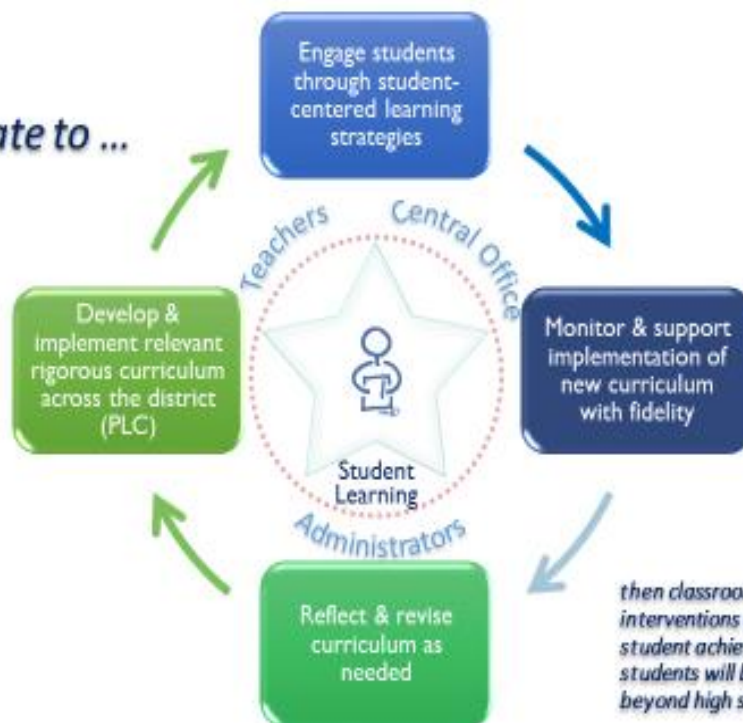 ate to ...
Engage students
through student-
centered learning
strategies
Teachers
Central Office
Develop &
implement relevant
rigorous curriculum
across the district
(PLC)
Monitor & support
implementation of
new curriculum
with fidelity
Student
Learning
Administrators
Reflect & revise
curriculum as
needed
then classroo
interventions
student achie
students will b
beyond high s